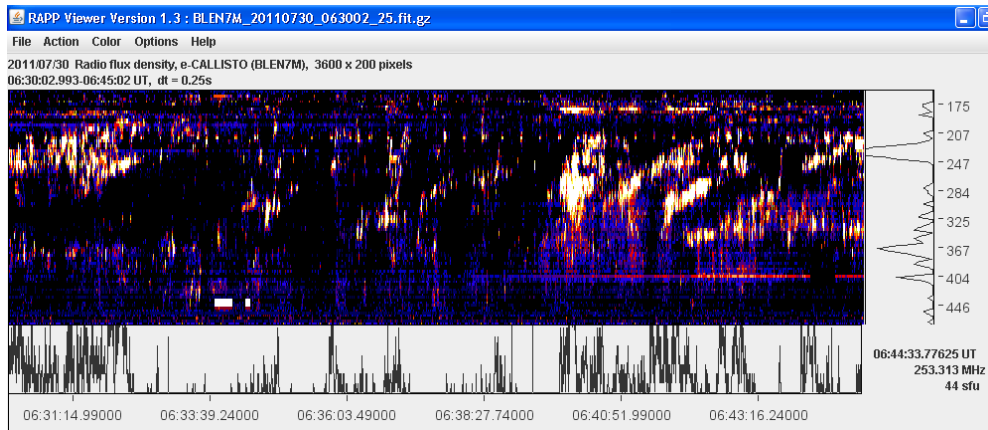 RAPP Viewer Version 1.3 : BLEN7M_20110730_063002_25.fit.gz
File Action Color Options Help
2011/07/30 Radio flux density, e-CALLISTO (BLEN7M), 3600 x 200 pixels
06:30:02.993-06:45:02 UT, dt = 0.25s
175
207
247
284
325
367
404
446
06:44:33.77625 UT
253.313 MHz
44 sfu
06:31:14.99000 06:33:39.24000 06:36:03.49000 06:38:27.74000 06:40:51.99000 06:43:16.24000